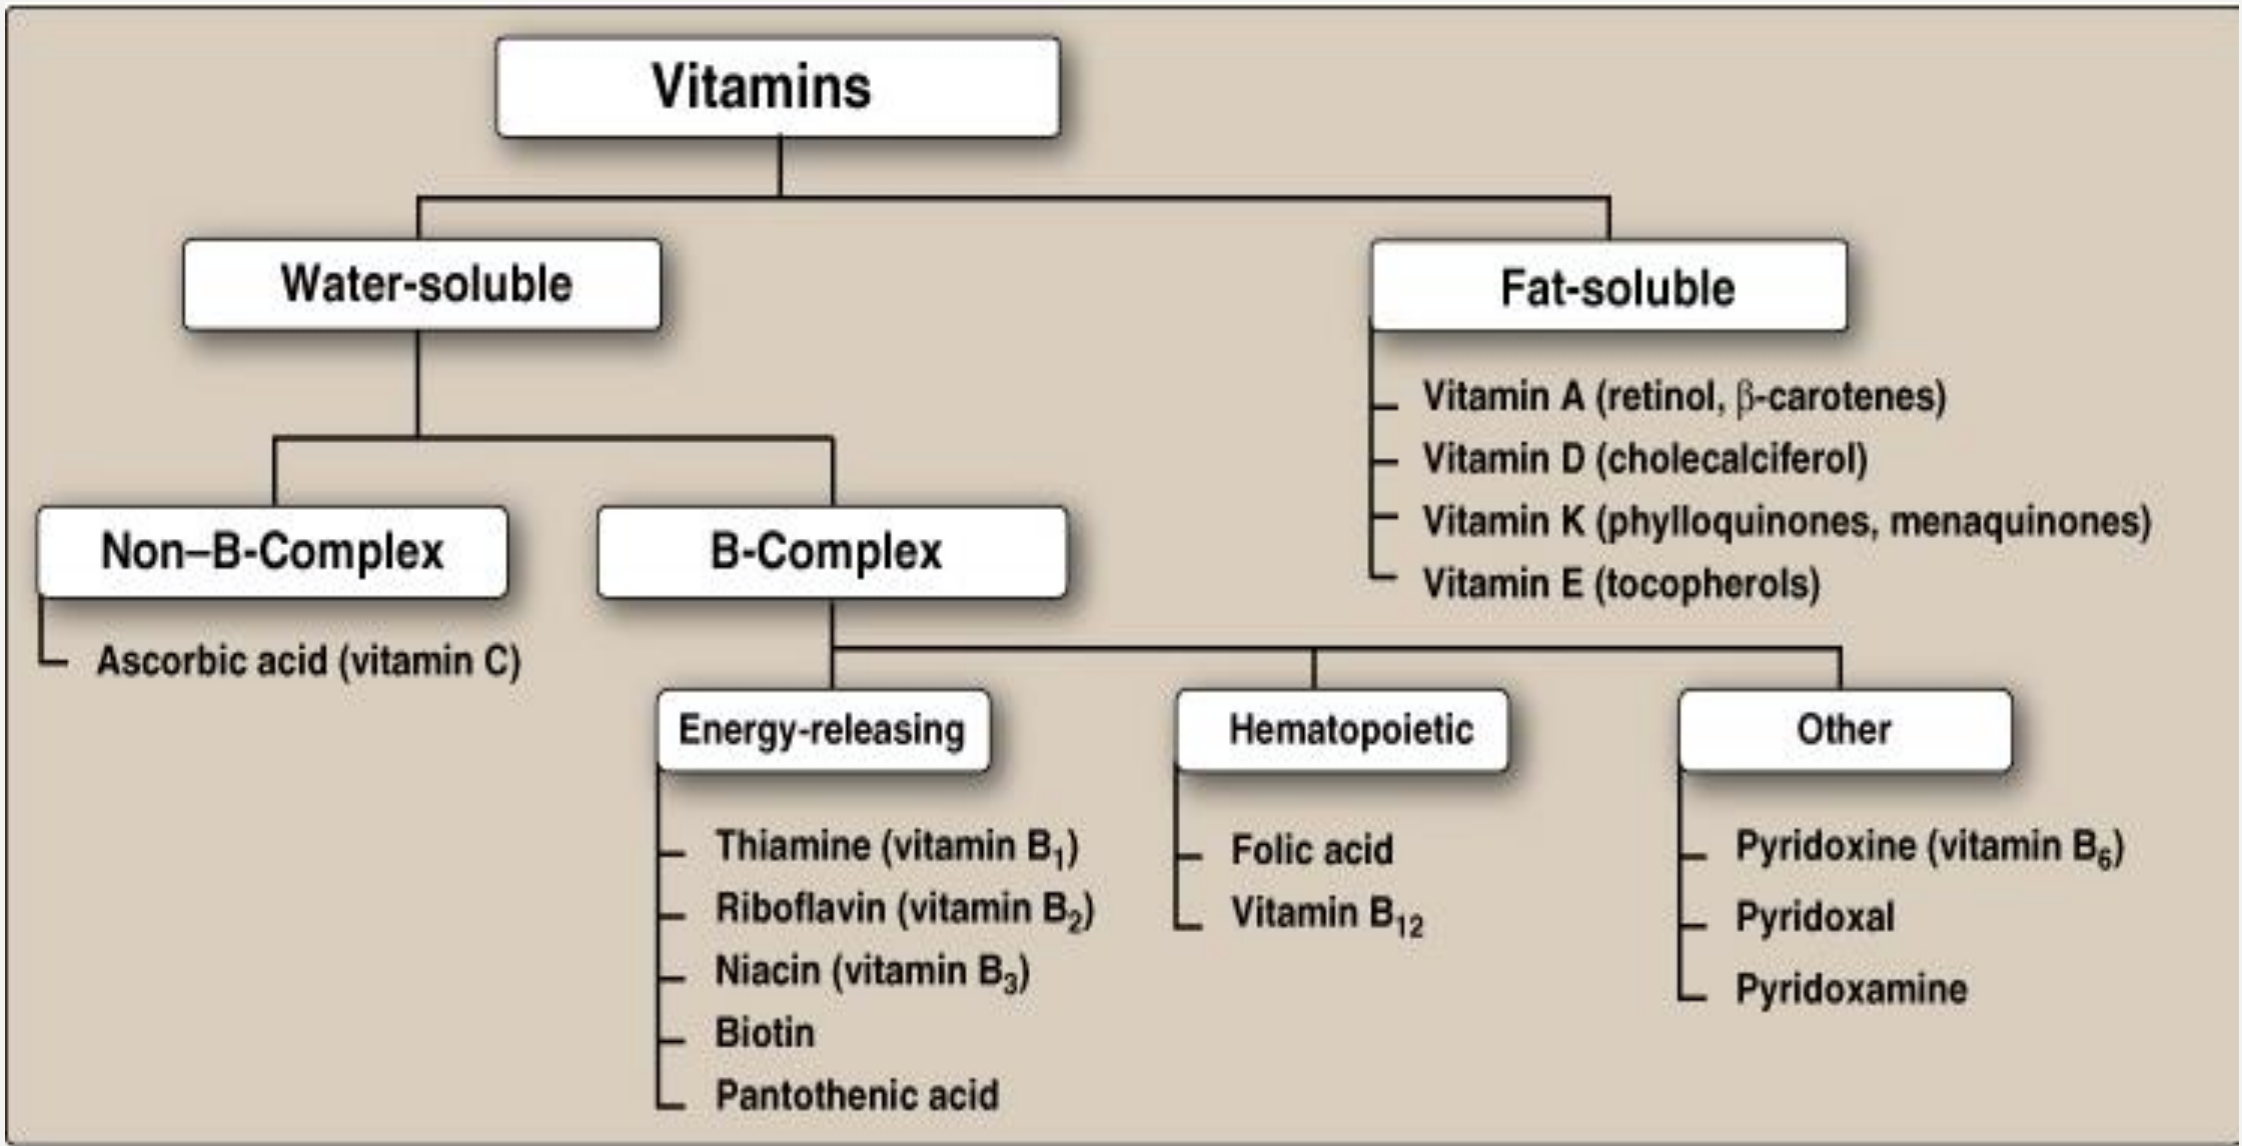 Vitamins
Water-soluble
Fat-soluble
Vitamin A (retinol, β-carotenes)
Vitamin D (cholecalciferol)
Vitamin K (phylloquinones, menaquinones)
Vitamin E (tocopherols)
Non–B-Complex
B-Complex
Ascorbic acid (vitamin C)
Energy-releasing
Hematopoietic
Other
Thiamine (vitamin B₁)
Riboflavin (vitamin B₂)
Niacin (vitamin B₃)
Biotin
Pantothenic acid
Folic acid
Vitamin B₁₂
Pyridoxine (vitamin B₆)
Pyridoxal
Pyridoxamine